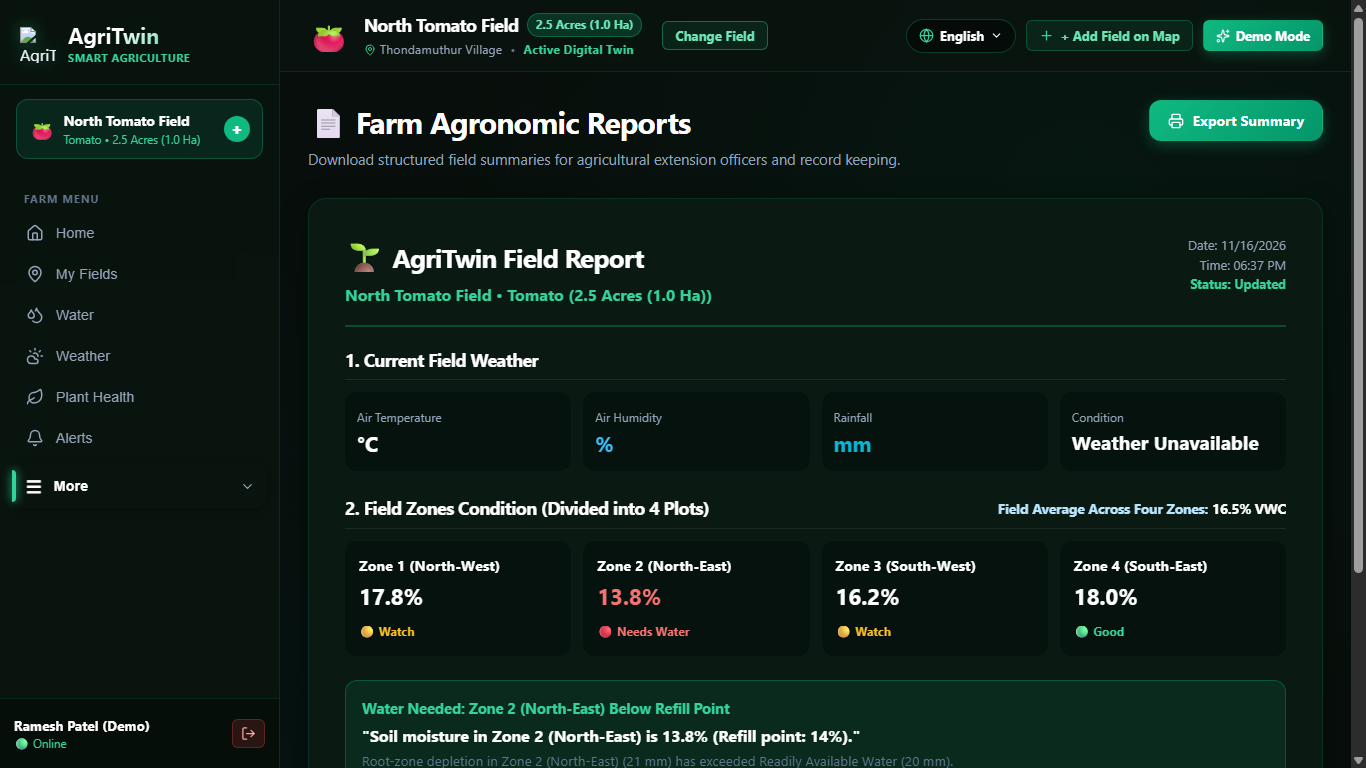 AgriT
AgriTwin
SMART AGRICULTURE
North Tomato Field
Tomato • 2.5 Acres (1.0 Ha)
+
FARM MENU
Home
My Fields
Water
Weather
Plant Health
Alerts
More
Ramesh Patel (Demo)
Online
North Tomato Field 2.5 Acres (1.0 Ha)
Thondamuthur Village • Active Digital Twin
Change Field
English
+ Add Field on Map
Demo Mode
Farm Agronomic Reports
Download structured field summaries for agricultural extension officers and record keeping.
Export Summary
AgriTwin Field Report
North Tomato Field • Tomato (2.5 Acres (1.0 Ha))
Date: 11/16/2026
Time: 06:37 PM
Status: Updated
1. Current Field Weather
Air Temperature
°C
Air Humidity
%
Rainfall
mm
Condition
Weather Unavailable
2. Field Zones Condition (Divided into 4 Plots)
Field Average Across Four Zones: 16.5% VWC
Zone 1 (North-West)
17.8%
Watch
Zone 2 (North-East)
13.8%
Needs Water
Zone 3 (South-West)
16.2%
Watch
Zone 4 (South-East)
18.0%
Good
Water Needed: Zone 2 (North-East) Below Refill Point
"Soil moisture in Zone 2 (North-East) is 13.8% (Refill point: 14%)."
Root-zone depletion in Zone 2 (North-East) (21 mm) has exceeded Readily Available Water (20 mm).